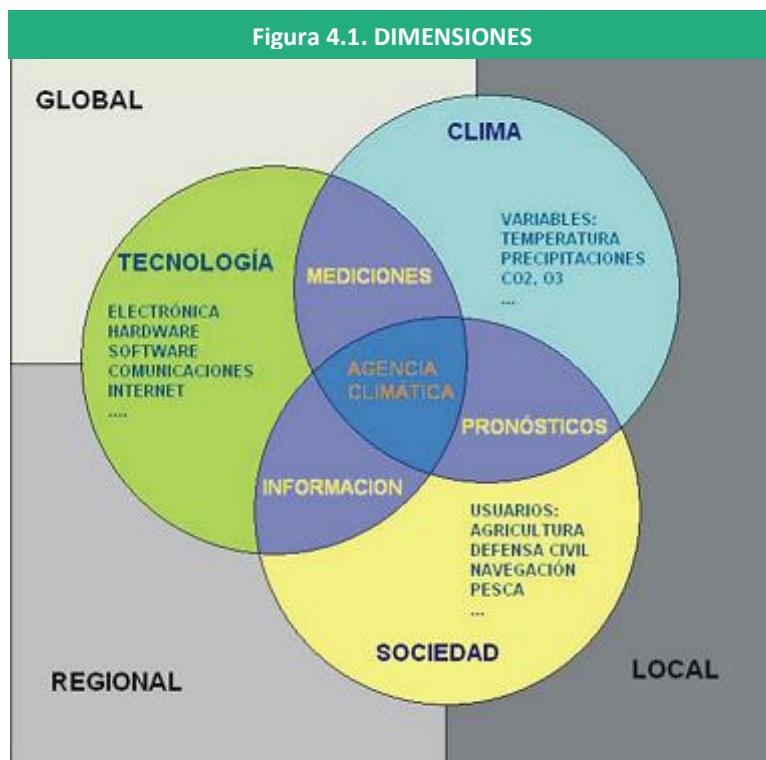 Figura 4.1. DIMENSIONES
GLOBAL
CLIMA
VARIABLES:
TEMPERATURA
PRECIPITACIONES
CO2, O3
...
TECNOLOGÍA
ELECTRÓNICA
HARDWARE
SOFTWARE
COMUNICACIONES
INTERNET
....
MEDICIONES
AGENCIA
CLIMÁTICA
PRONÓSTICOS
INFORMACION
USUARIOS:
AGRICULTURA
DEFENSA CIVIL
NAVEGACIÓN
PESCA
...
SOCIEDAD
REGIONAL
LOCAL